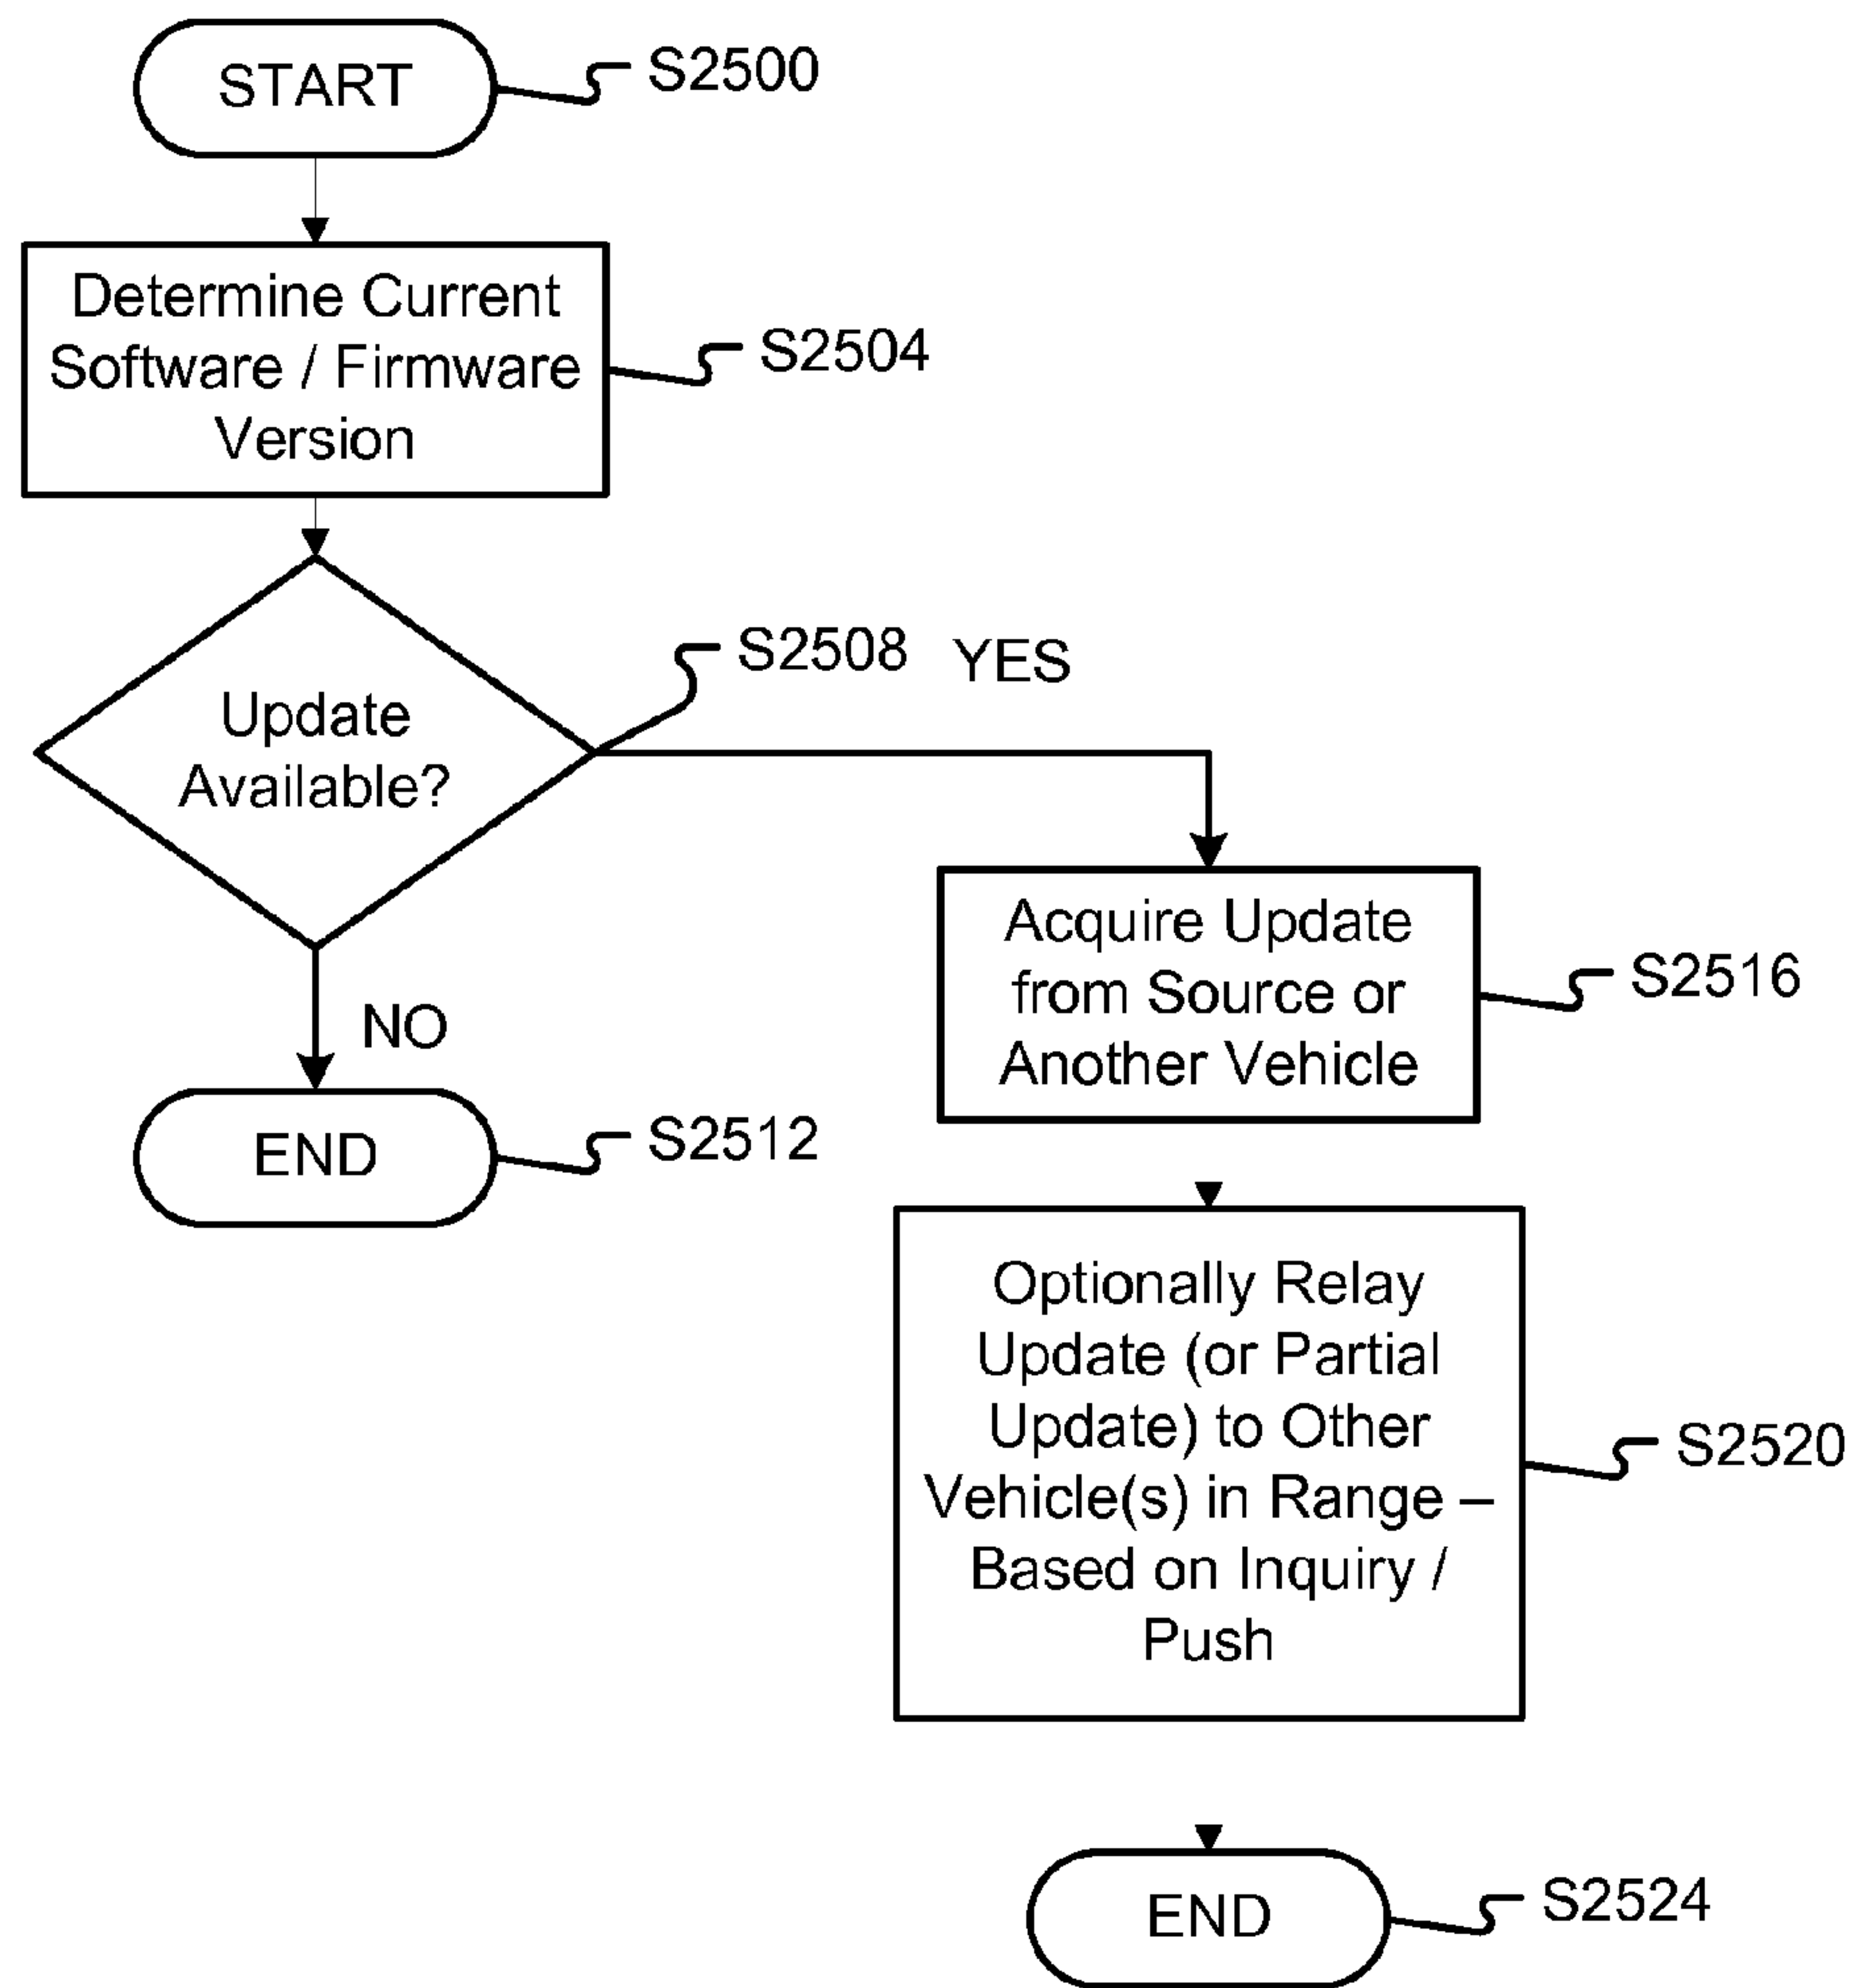 START
S2500
Determine Current
Software / Firmware
Version
S2504
Update
Available?
S2508
YES
NO
END
S2512
Acquire Update
from Source or
Another Vehicle
S2516
Optionally Relay
Update (or Partial
Update) to Other
Vehicle(s) in Range –
Based on Inquiry /
Push
S2520
END
S2524